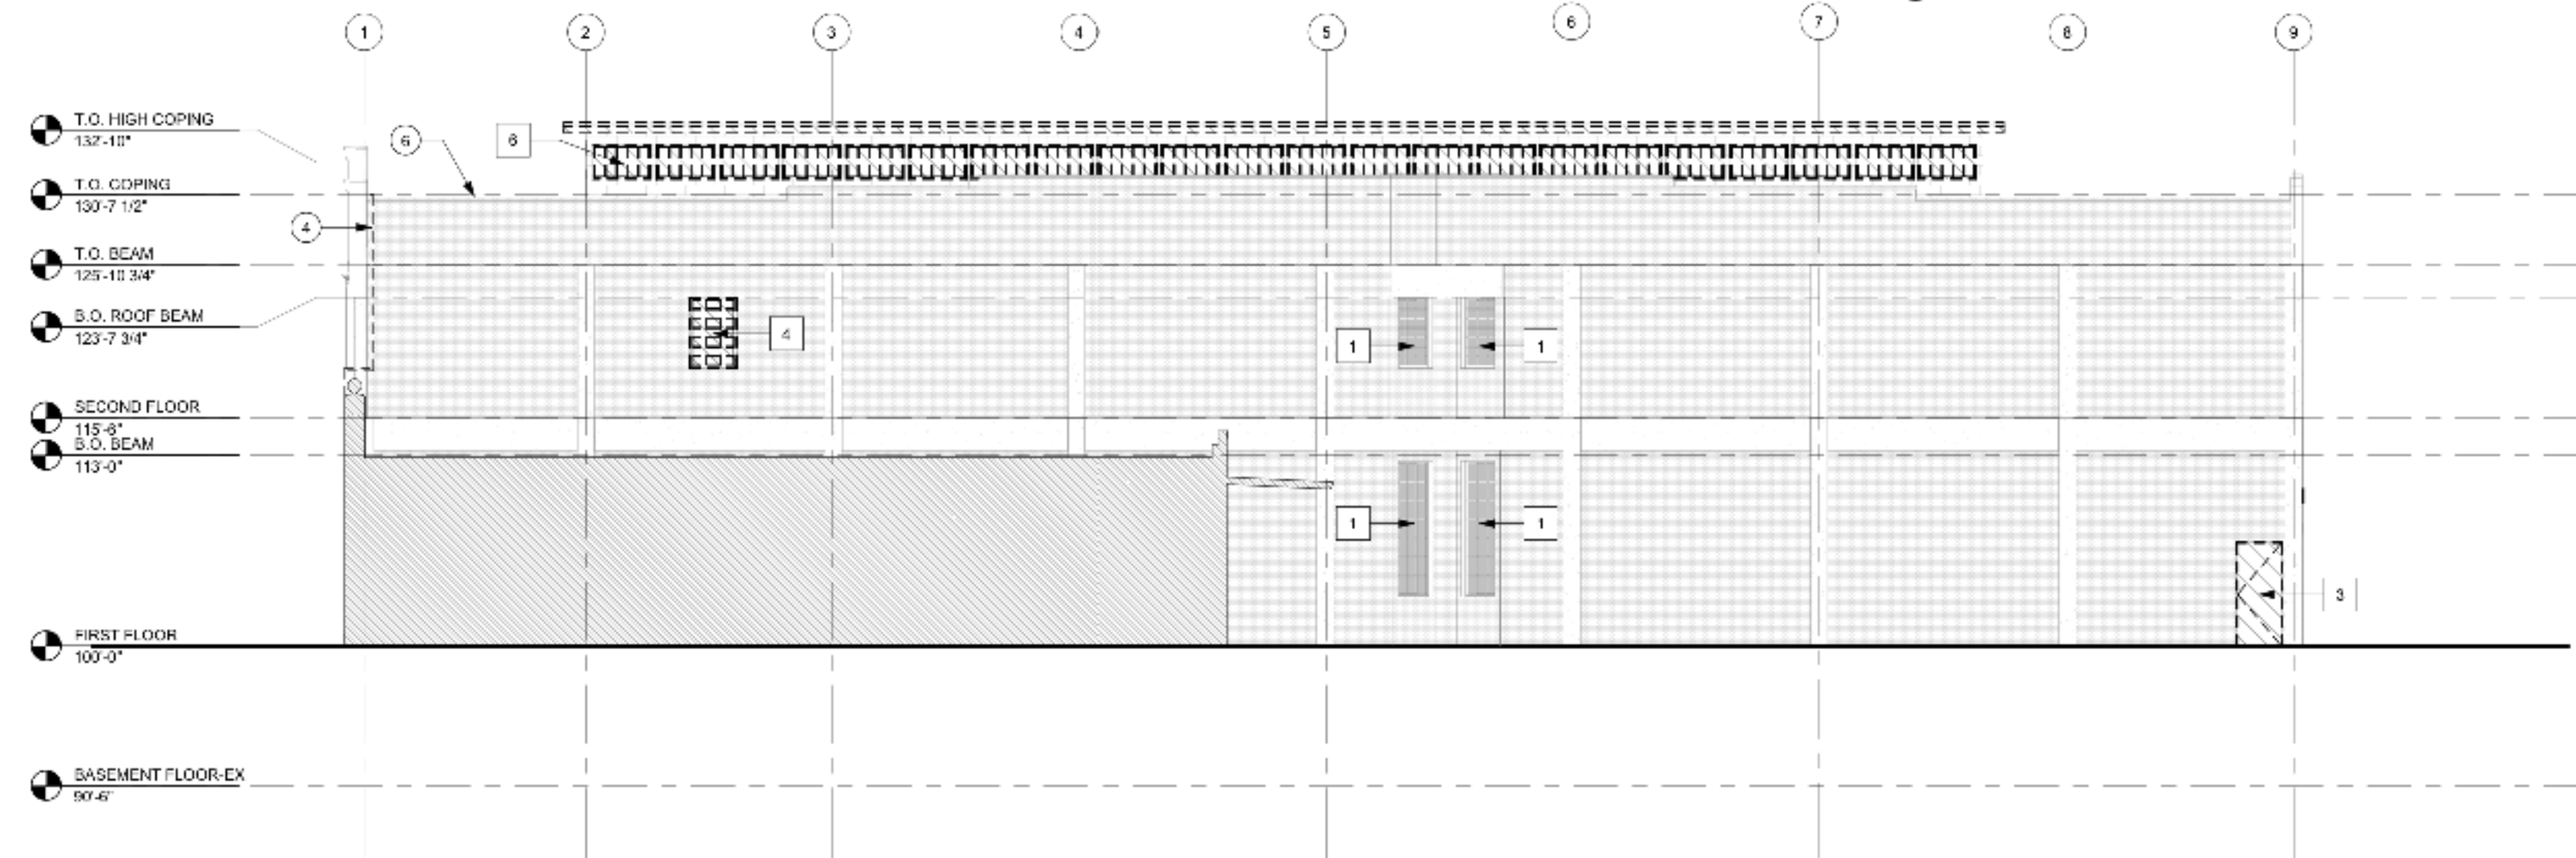 1 2 3 4 5 6 7 8 9
T.O. HIGH COPING
132'-10"
6 6
T.O. COPING
130'-7 1/2"
4
T.O. BEAM
125'-10 3/4"
B.O. ROOF BEAM
123'-7 3/4"
4
1 1
SECOND FLOOR
115'-6"
B.O. BEAM
113'-0"
1 1
3
FIRST FLOOR
100'-0"
BASEMENT FLOOR-EX
90'-6"